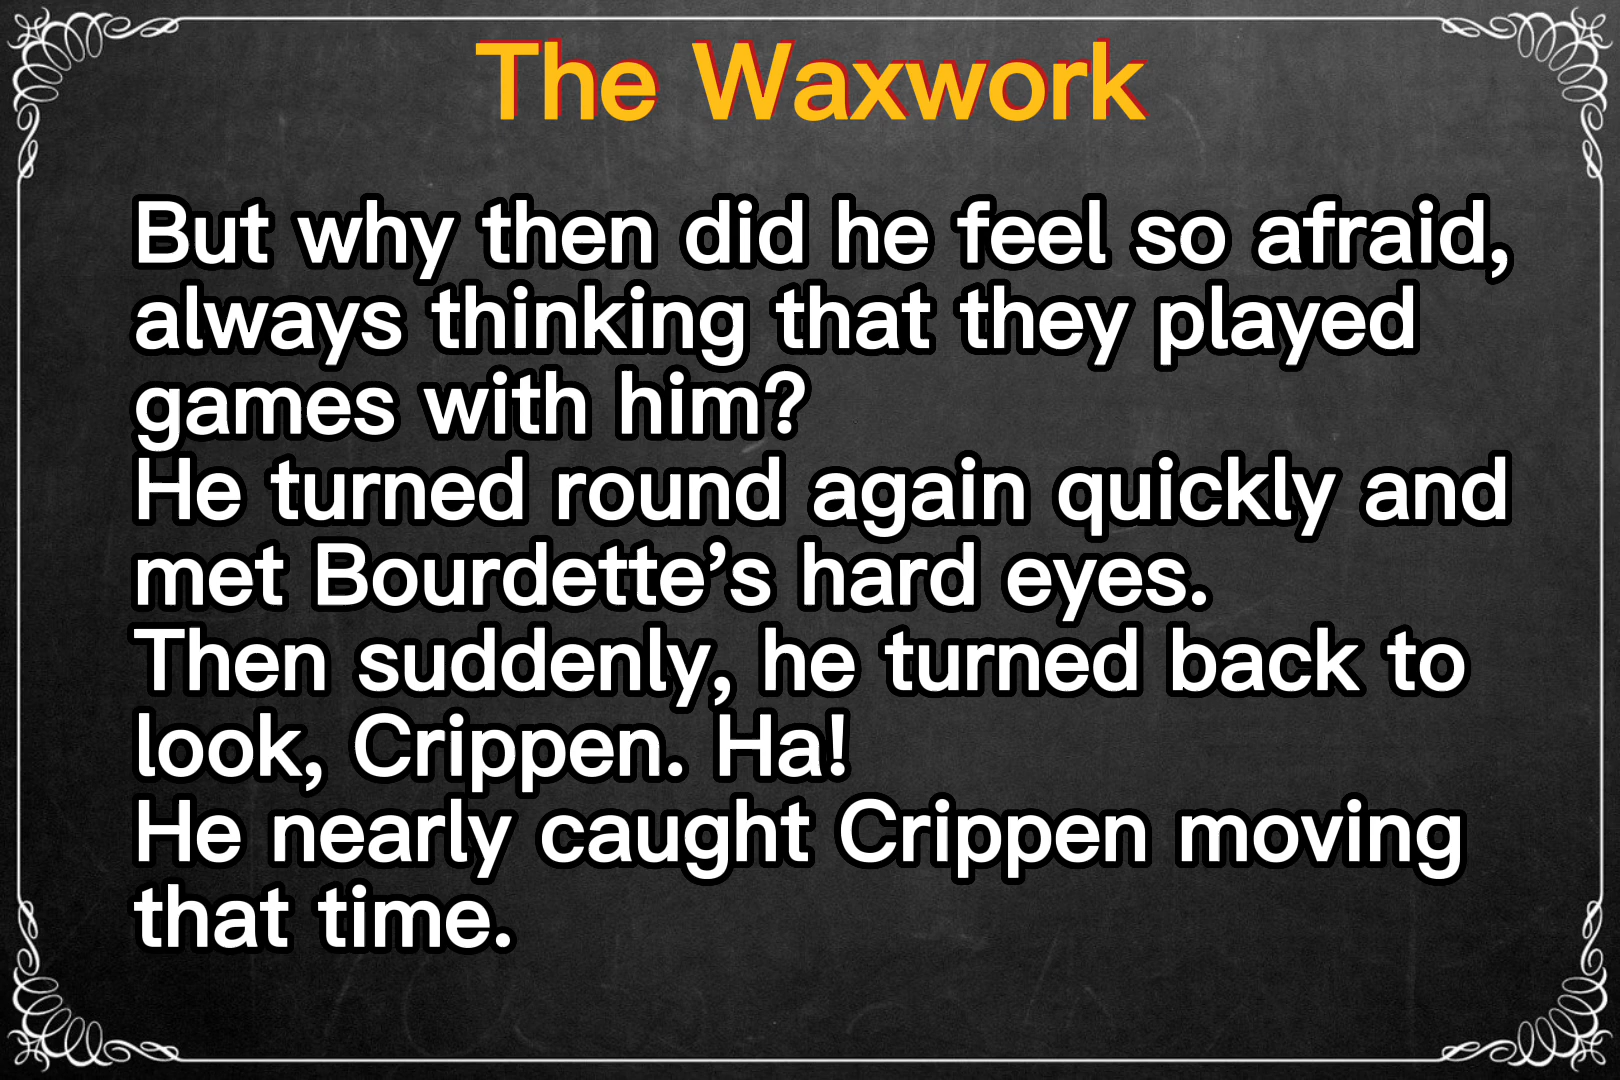 The Waxwork
But why then did he feel so afraid,
always thinking that they played
games with him?
He turned round again quickly and
met Bourdette’s hard eyes.
Then suddenly, he turned back to
look, Crippen. Ha!
He nearly caught Crippen moving
that time.